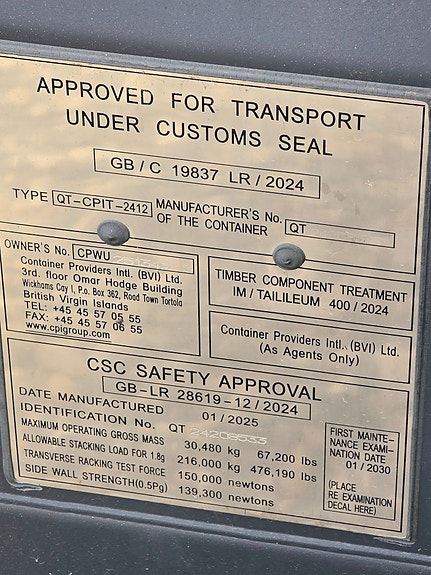 APPROVED FOR TRANSPORT
UNDER CUSTOMS SEAL
GB / C 19837 LR / 2024
TYPE QT-CPIT-2412 MANUFACTURER'S No. OF THE CONTAINER QT
OWNER'S No. CPWU
Container Providers Intl. (BVI) Ltd.
3rd. floor Omar Hodge Building
Wickhams Cay I, P.o. Box 362, Road Town Tortola
British Virgin Islands
TEL: +45 45 57 05 55
FAX: +45 45 57 06 55
www.cpigroup.com
TIMBER COMPONENT TREATMENT
IM / TAILILEUM 400 / 2024
Container Providers Intl. (BVI) Ltd.
(As Agents Only)
CSC SAFETY APPROVAL
GB-LR 28619-12 / 2024
DATE MANUFACTURED 01 / 2025
IDENTIFICATION No. QT
MAXIMUM OPERATING GROSS MASS 30,480 kg 67,200 lbs
ALLOWABLE STACKING LOAD FOR 1.8g 216,000 kg 476,190 lbs
TRANSVERSE RACKING TEST FORCE 150,000 newtons
SIDE WALL STRENGTH(0.5Pg) 139,300 newtons
FIRST MAINTE-
NANCE EXAMI-
NATION DATE
01 / 2030
(PLACE
RE EXAMINATION
DECAL HERE)